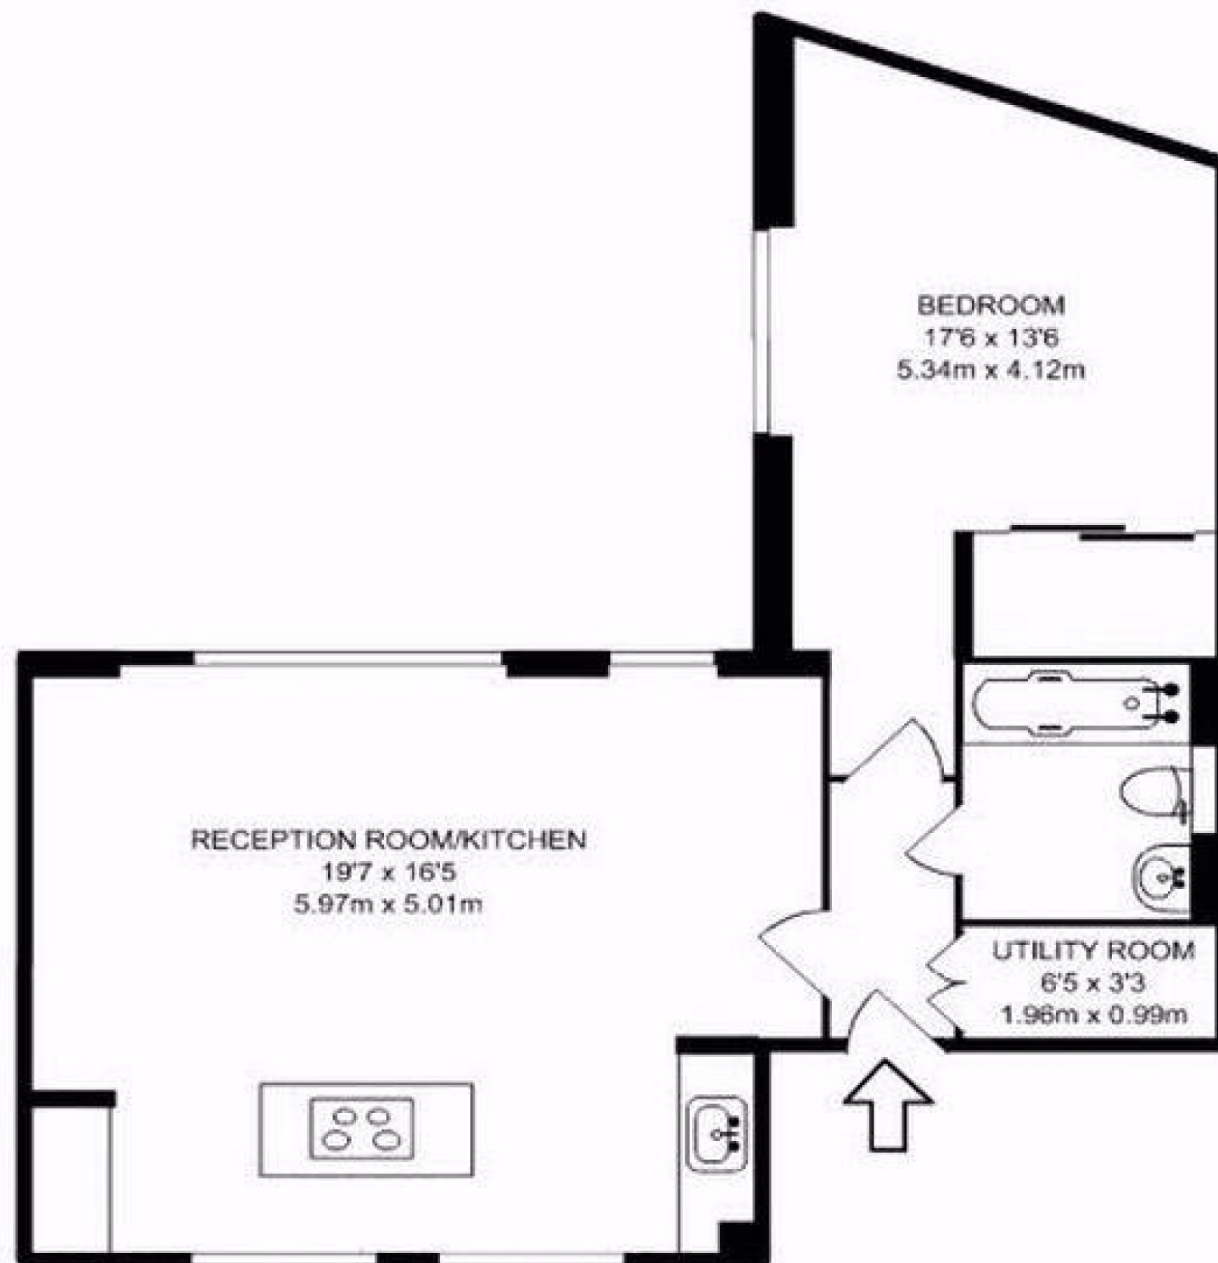 BEDROOM
17'6 x 13'6
5.34m x 4.12m
RECEPTION ROOM/KITCHEN
19'7 x 16'5
5.97m x 5.01m
UTILITY ROOM
6'5 x 3'3
1.96m x 0.99m